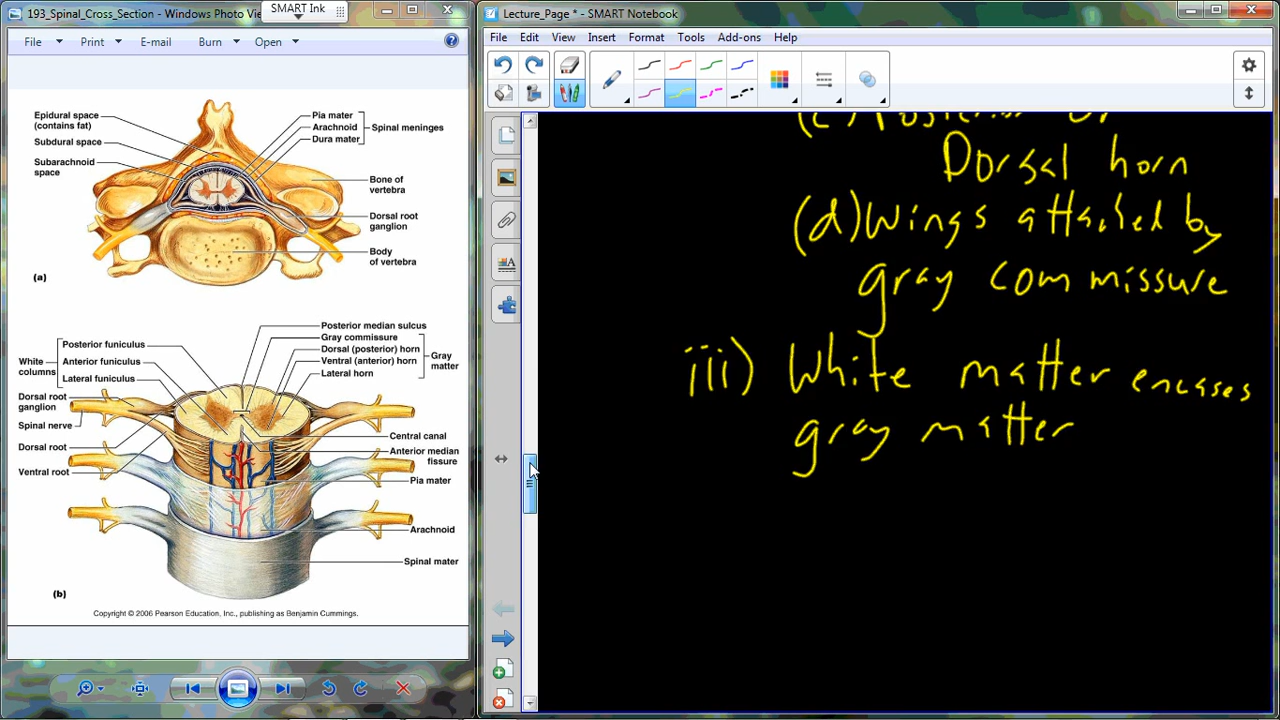 193_Spinal_Cross_Section - Windows Photo Vie
SMART Ink
File Print E-mail Burn Open
Epidural space
(contains fat)
Subdural space
Subarachnoid
space
Pia mater
Arachnoid
Dura mater
Spinal meninges
Bone of
vertebra
Dorsal root
ganglion
Body
of vertebra
(a)
Posterior median sulcus
Gray commissure
Dorsal (posterior) horn
Ventral (anterior) horn
Lateral horn
Gray
matter
White
columns
Posterior funiculus
Anterior funiculus
Lateral funiculus
Dorsal root
ganglion
Spinal nerve
Dorsal root
Ventral root
Central canal
Anterior median
fissure
Pia mater
Arachnoid
Spinal mater
(b)
Copyright © 2006 Pearson Education, Inc., publishing as Benjamin Cummings.
Lecture_Page * - SMART Notebook
File Edit View Insert Format Tools Add-ons Help
(c) Posterior or
Dorsal horn
(d) Wings attached by
gray commissure
iii) White matter encases
gray matter